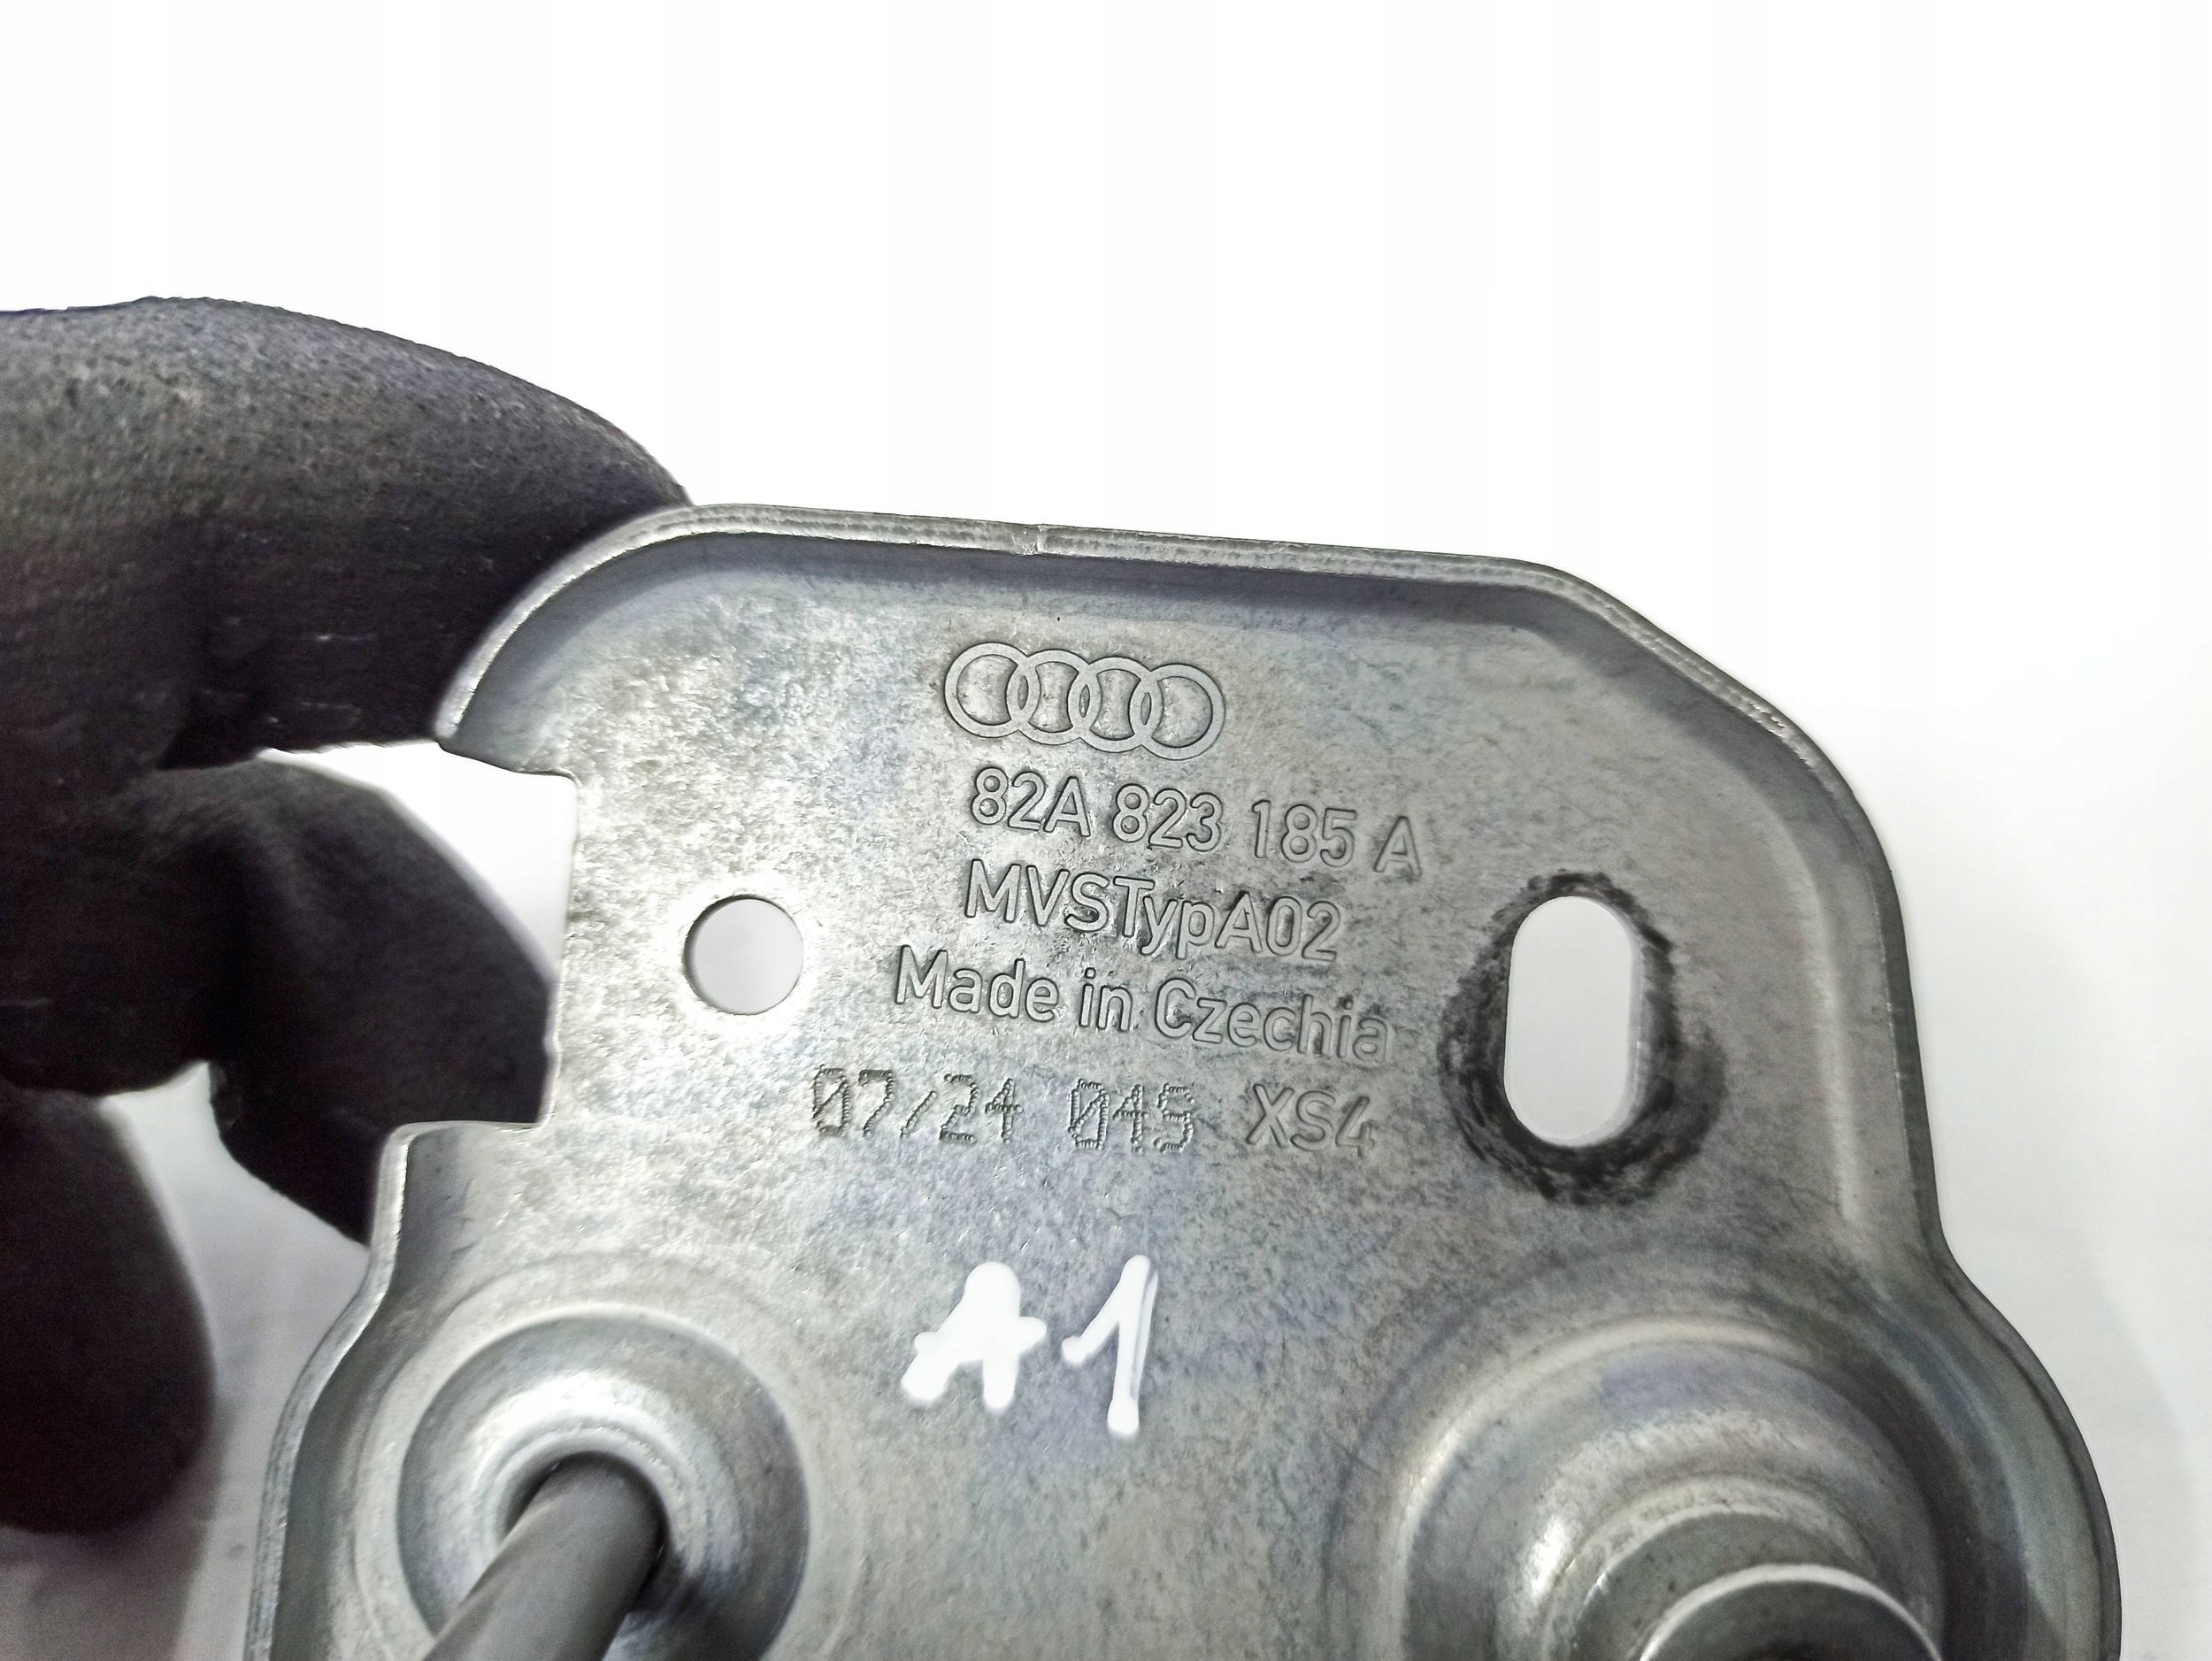 82A 823 185 A
MVSTypA02
Made in Czechia
07/24 045 XS4
A1